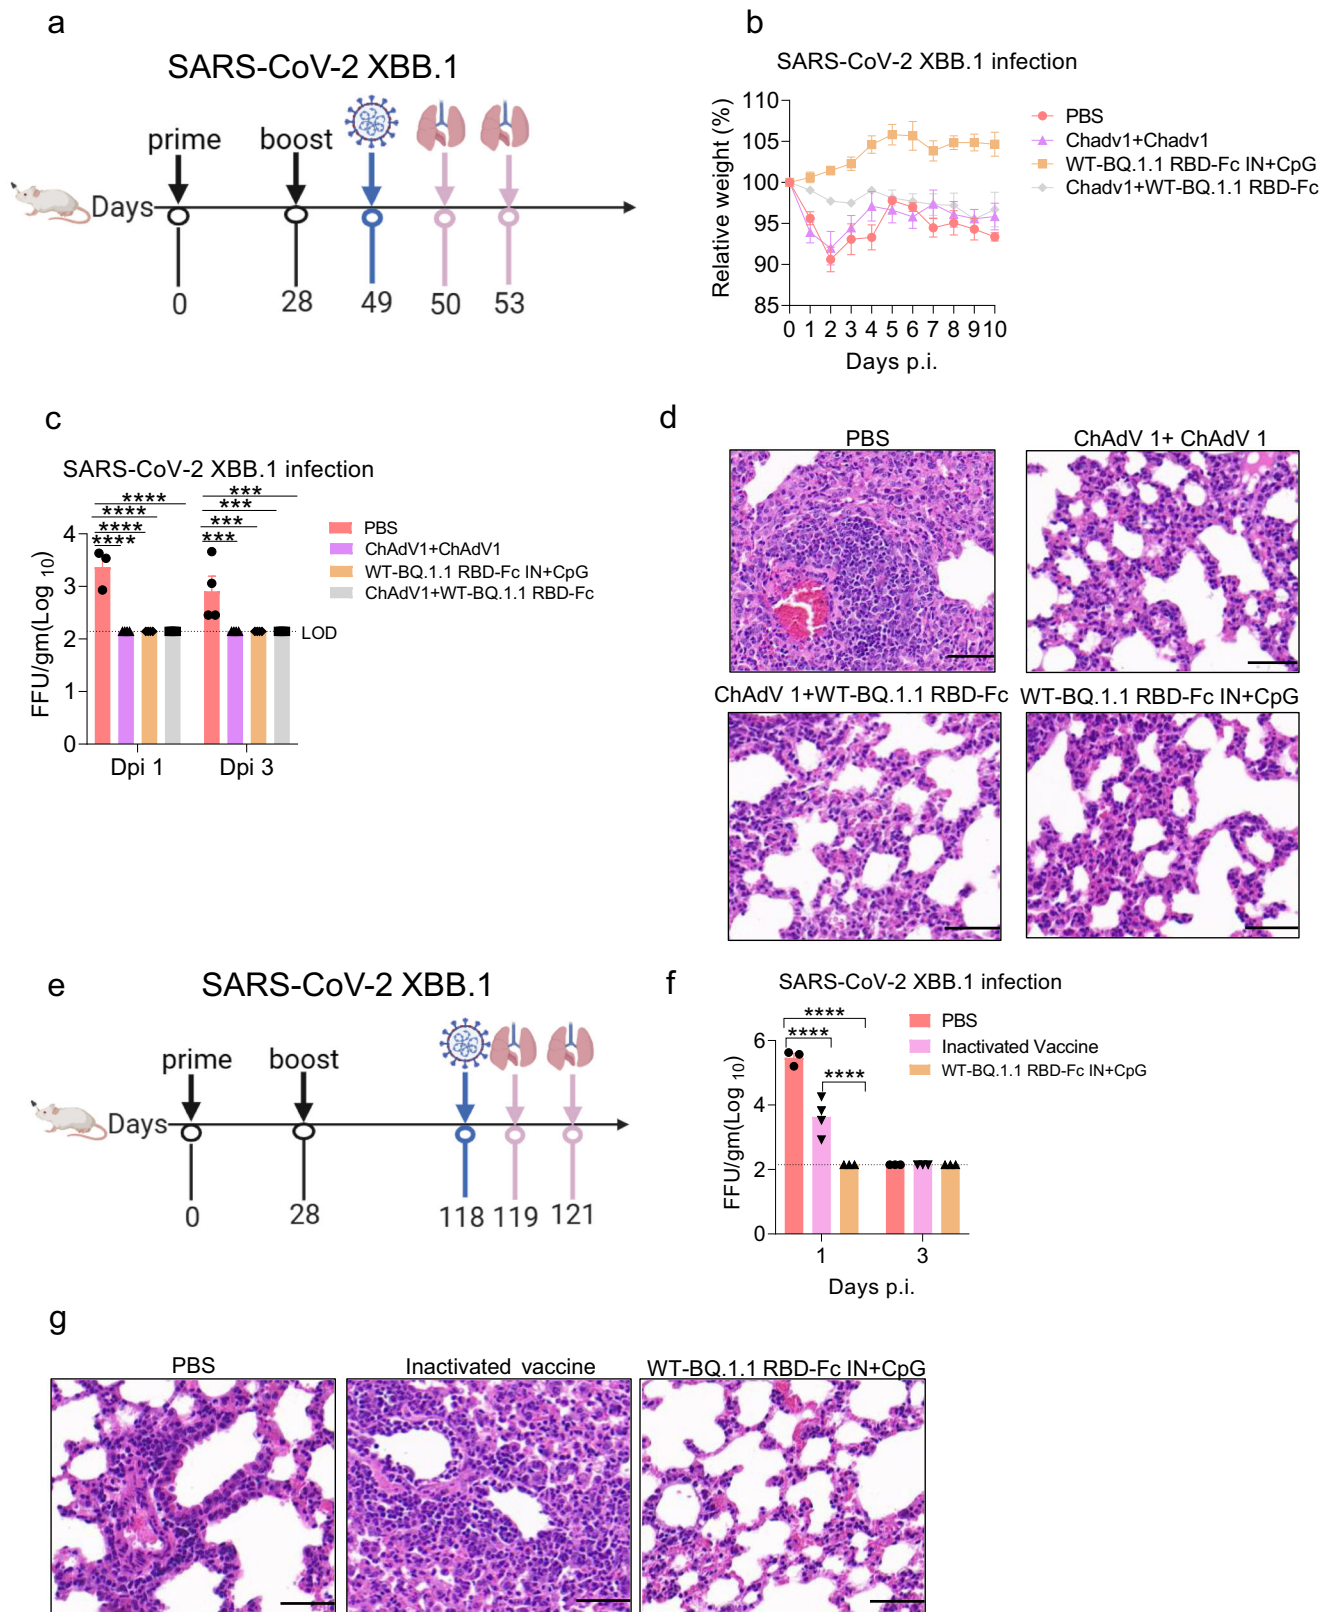 a
SARS-CoV-2 XBB.1
prime
boost
Days
0
28
49
50
53
b
SARS-CoV-2 XBB.1 infection
Relative weight (%)
110
105
100
95
90
85
0 1 2 3 4 5 6 7 8 9 10
Days p.i.
PBS
Chadv1+Chadv1
WT-BQ.1.1 RBD-Fc IN+CpG
Chadv1+WT-BQ.1.1 RBD-Fc
c
SARS-CoV-2 XBB.1 infection
**** ***
**** ***
**** ***
**** ***
FFU/gm(Log 10)
4
3
2
1
0
LOD
Dpi 1 Dpi 3
PBS
ChAdV1+ChAdV1
WT-BQ.1.1 RBD-Fc IN+CpG
ChAdV1+WT-BQ.1.1 RBD-Fc
d
PBS
ChAdV 1+ ChAdV 1
ChAdV 1+WT-BQ.1.1 RBD-Fc
WT-BQ.1.1 RBD-Fc IN+CpG
e
SARS-CoV-2 XBB.1
prime
boost
Days
0
28
118
119
121
f
SARS-CoV-2 XBB.1 infection
****
****
****
FFU/gm(Log 10)
6
4
2
0
1 3
Days p.i.
PBS
Inactivated Vaccine
WT-BQ.1.1 RBD-Fc IN+CpG
g
PBS
Inactivated vaccine
WT-BQ.1.1 RBD-Fc IN+CpG